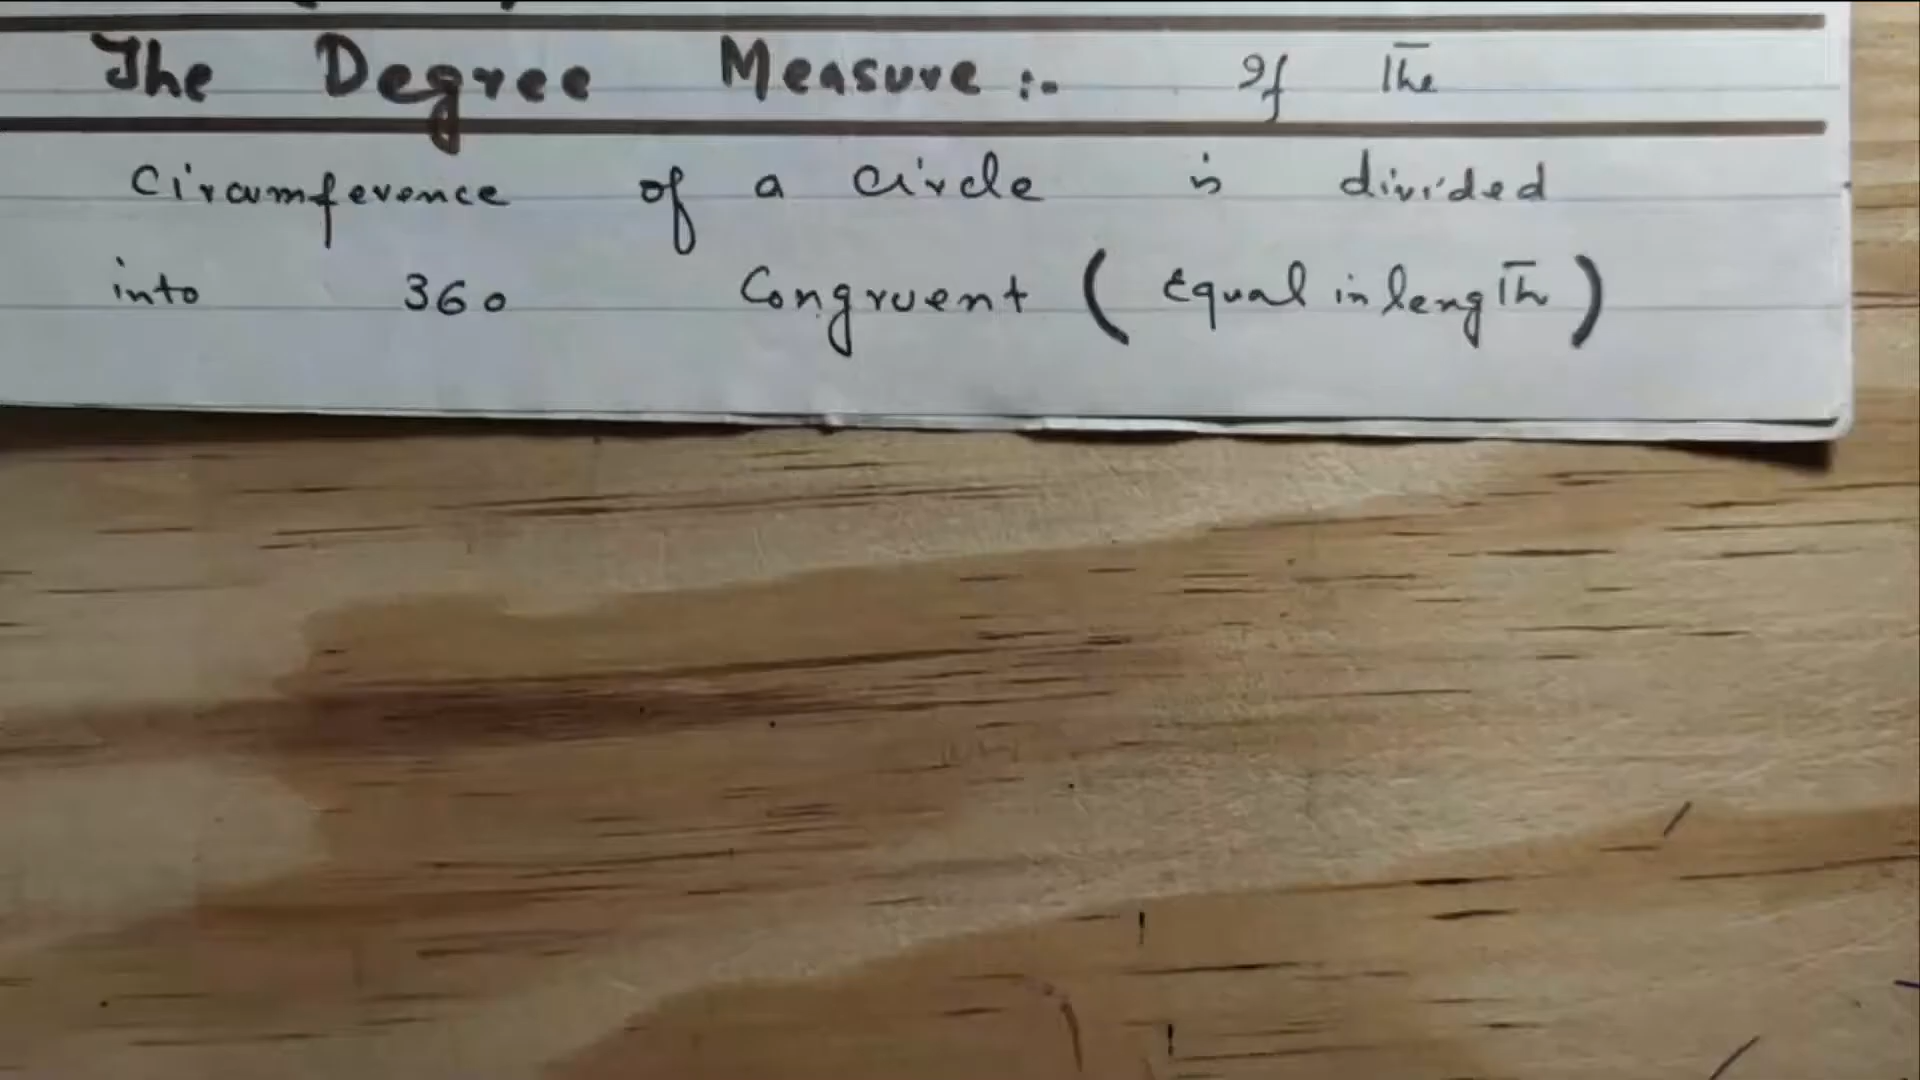 The Degree Measure :- If The
Circumference of a circle is divided
into 360 Congruent ( Equal in length )